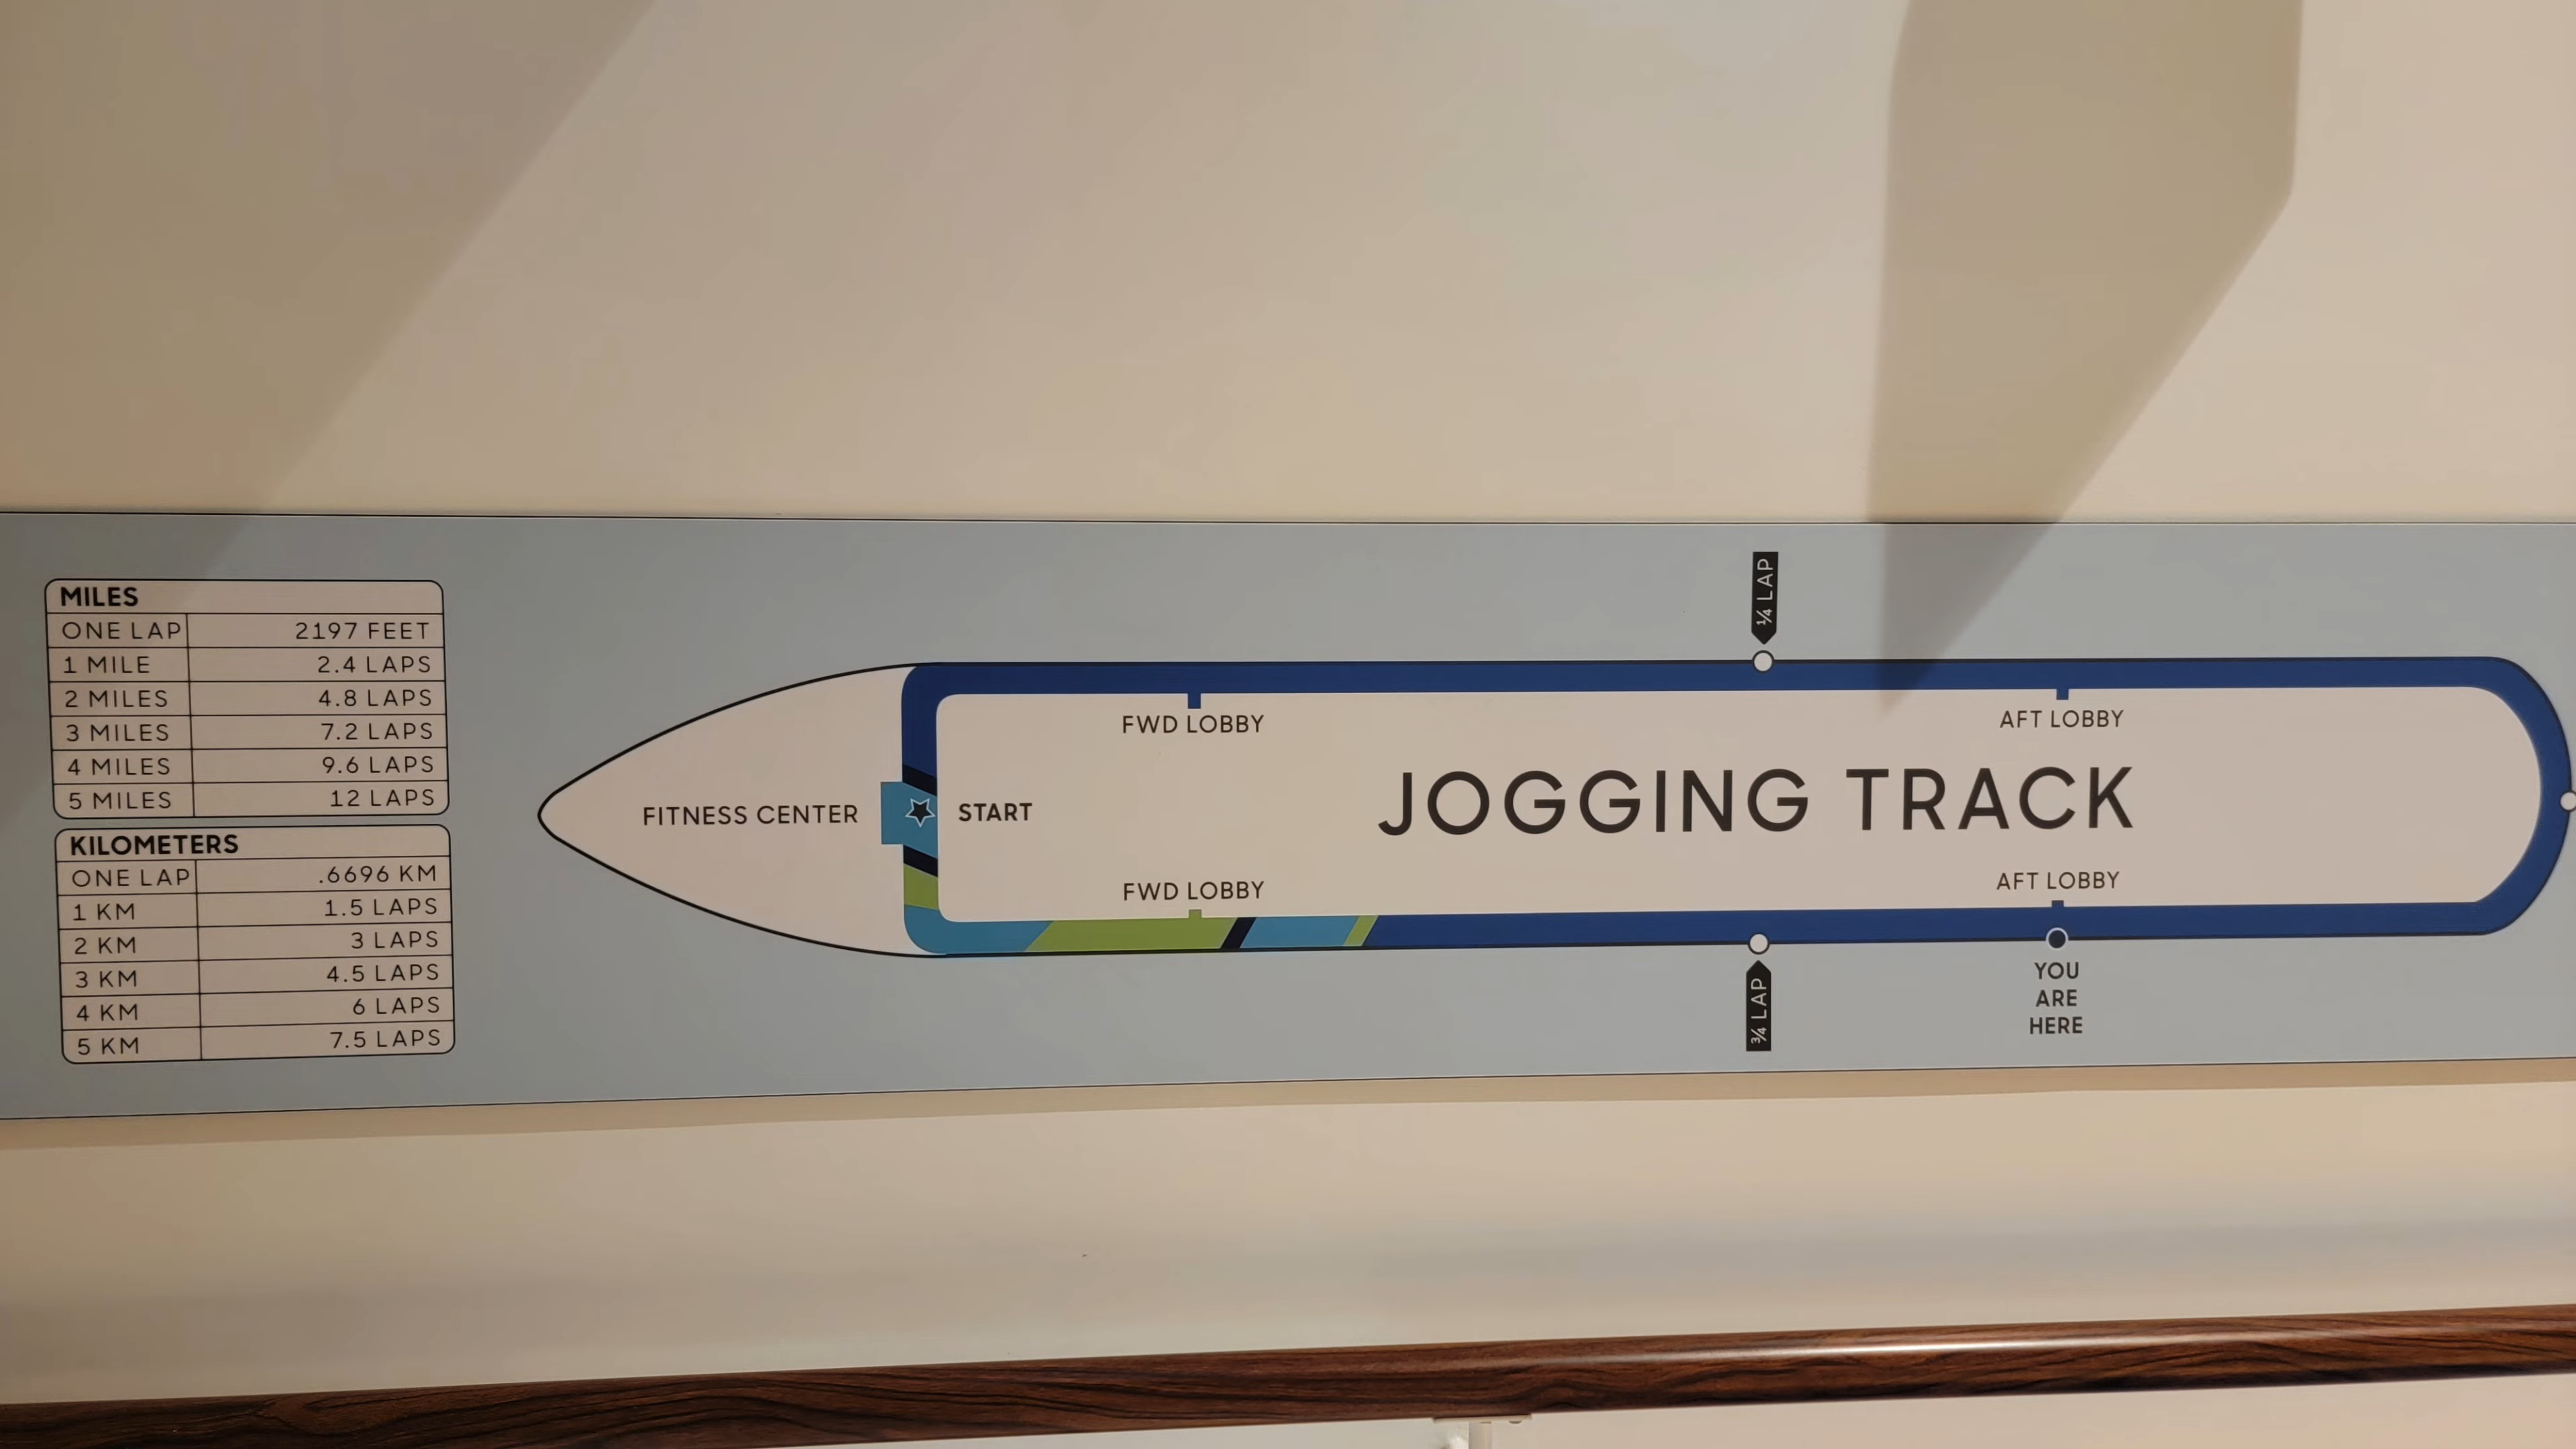 MILES
ONE LAP 2197 FEET
1 MILE 2.4 LAPS
2 MILES 4.8 LAPS
3 MILES 7.2 LAPS
4 MILES 9.6 LAPS
5 MILES 12 LAPS
KILOMETERS
ONE LAP .6696 KM
1 KM 1.5 LAPS
2 KM 3 LAPS
3 KM 4.5 LAPS
4 KM 6 LAPS
5 KM 7.5 LAPS
¼ LAP
FWD LOBBY AFT LOBBY
FITNESS CENTER START JOGGING TRACK
FWD LOBBY AFT LOBBY
¾ LAP
YOU
ARE
HERE